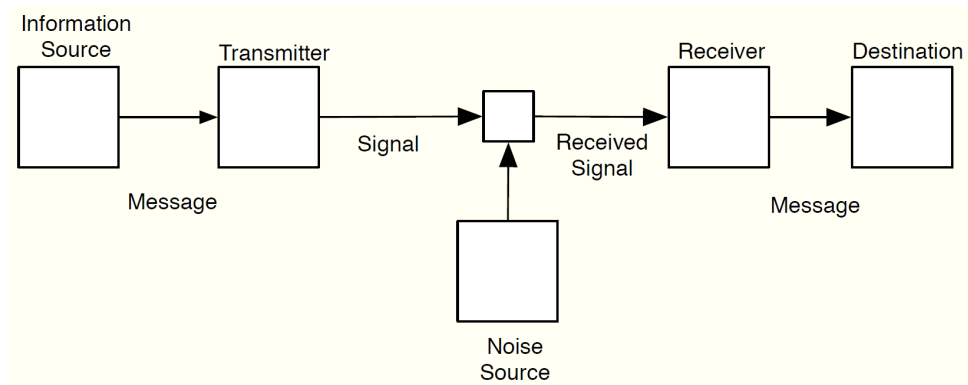 Information
Source
Transmitter
Receiver
Destination
Signal
Received
Signal
Message
Message
Noise
Source